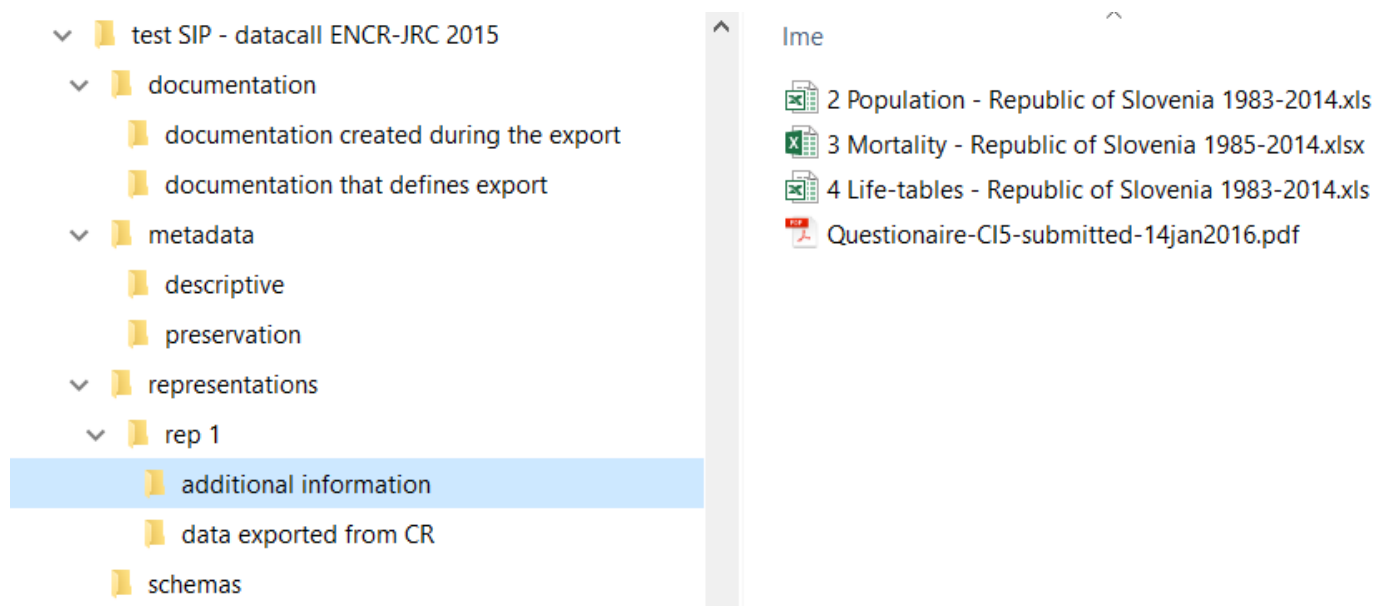 test SIP - datacall ENCR-JRC 2015
documentation
documentation created during the export
documentation that defines export
metadata
descriptive
preservation
representations
rep 1
additional information
data exported from CR
schemas
Ime
2 Population - Republic of Slovenia 1983-2014.xls
3 Mortality - Republic of Slovenia 1985-2014.xlsx
4 Life-tables - Republic of Slovenia 1983-2014.xls
PDF
Questionaire-CI5-submitted-14jan2016.pdf